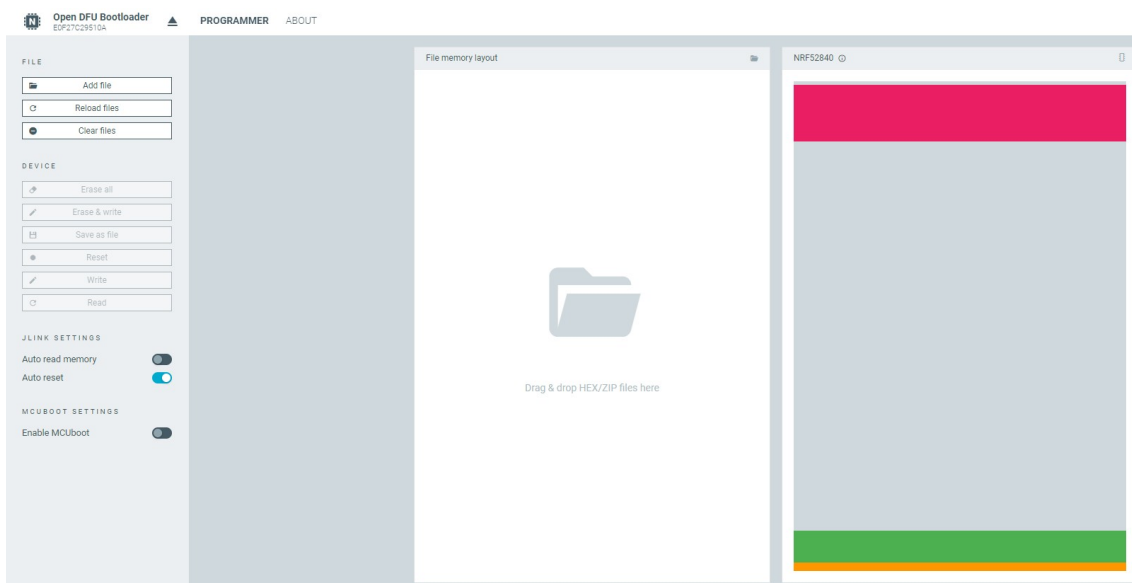 Open DFU Bootloader
E0F27C29510A
PROGRAMMER
ABOUT
FILE
Add file
Reload files
Clear files
DEVICE
Erase all
Erase & write
Save as file
Reset
Write
Read
JLINK SETTINGS
Auto read memory
Auto reset
MCUBOOT SETTINGS
Enable MCUboot
File memory layout
Drag & drop HEX/ZIP files here
NRF52840